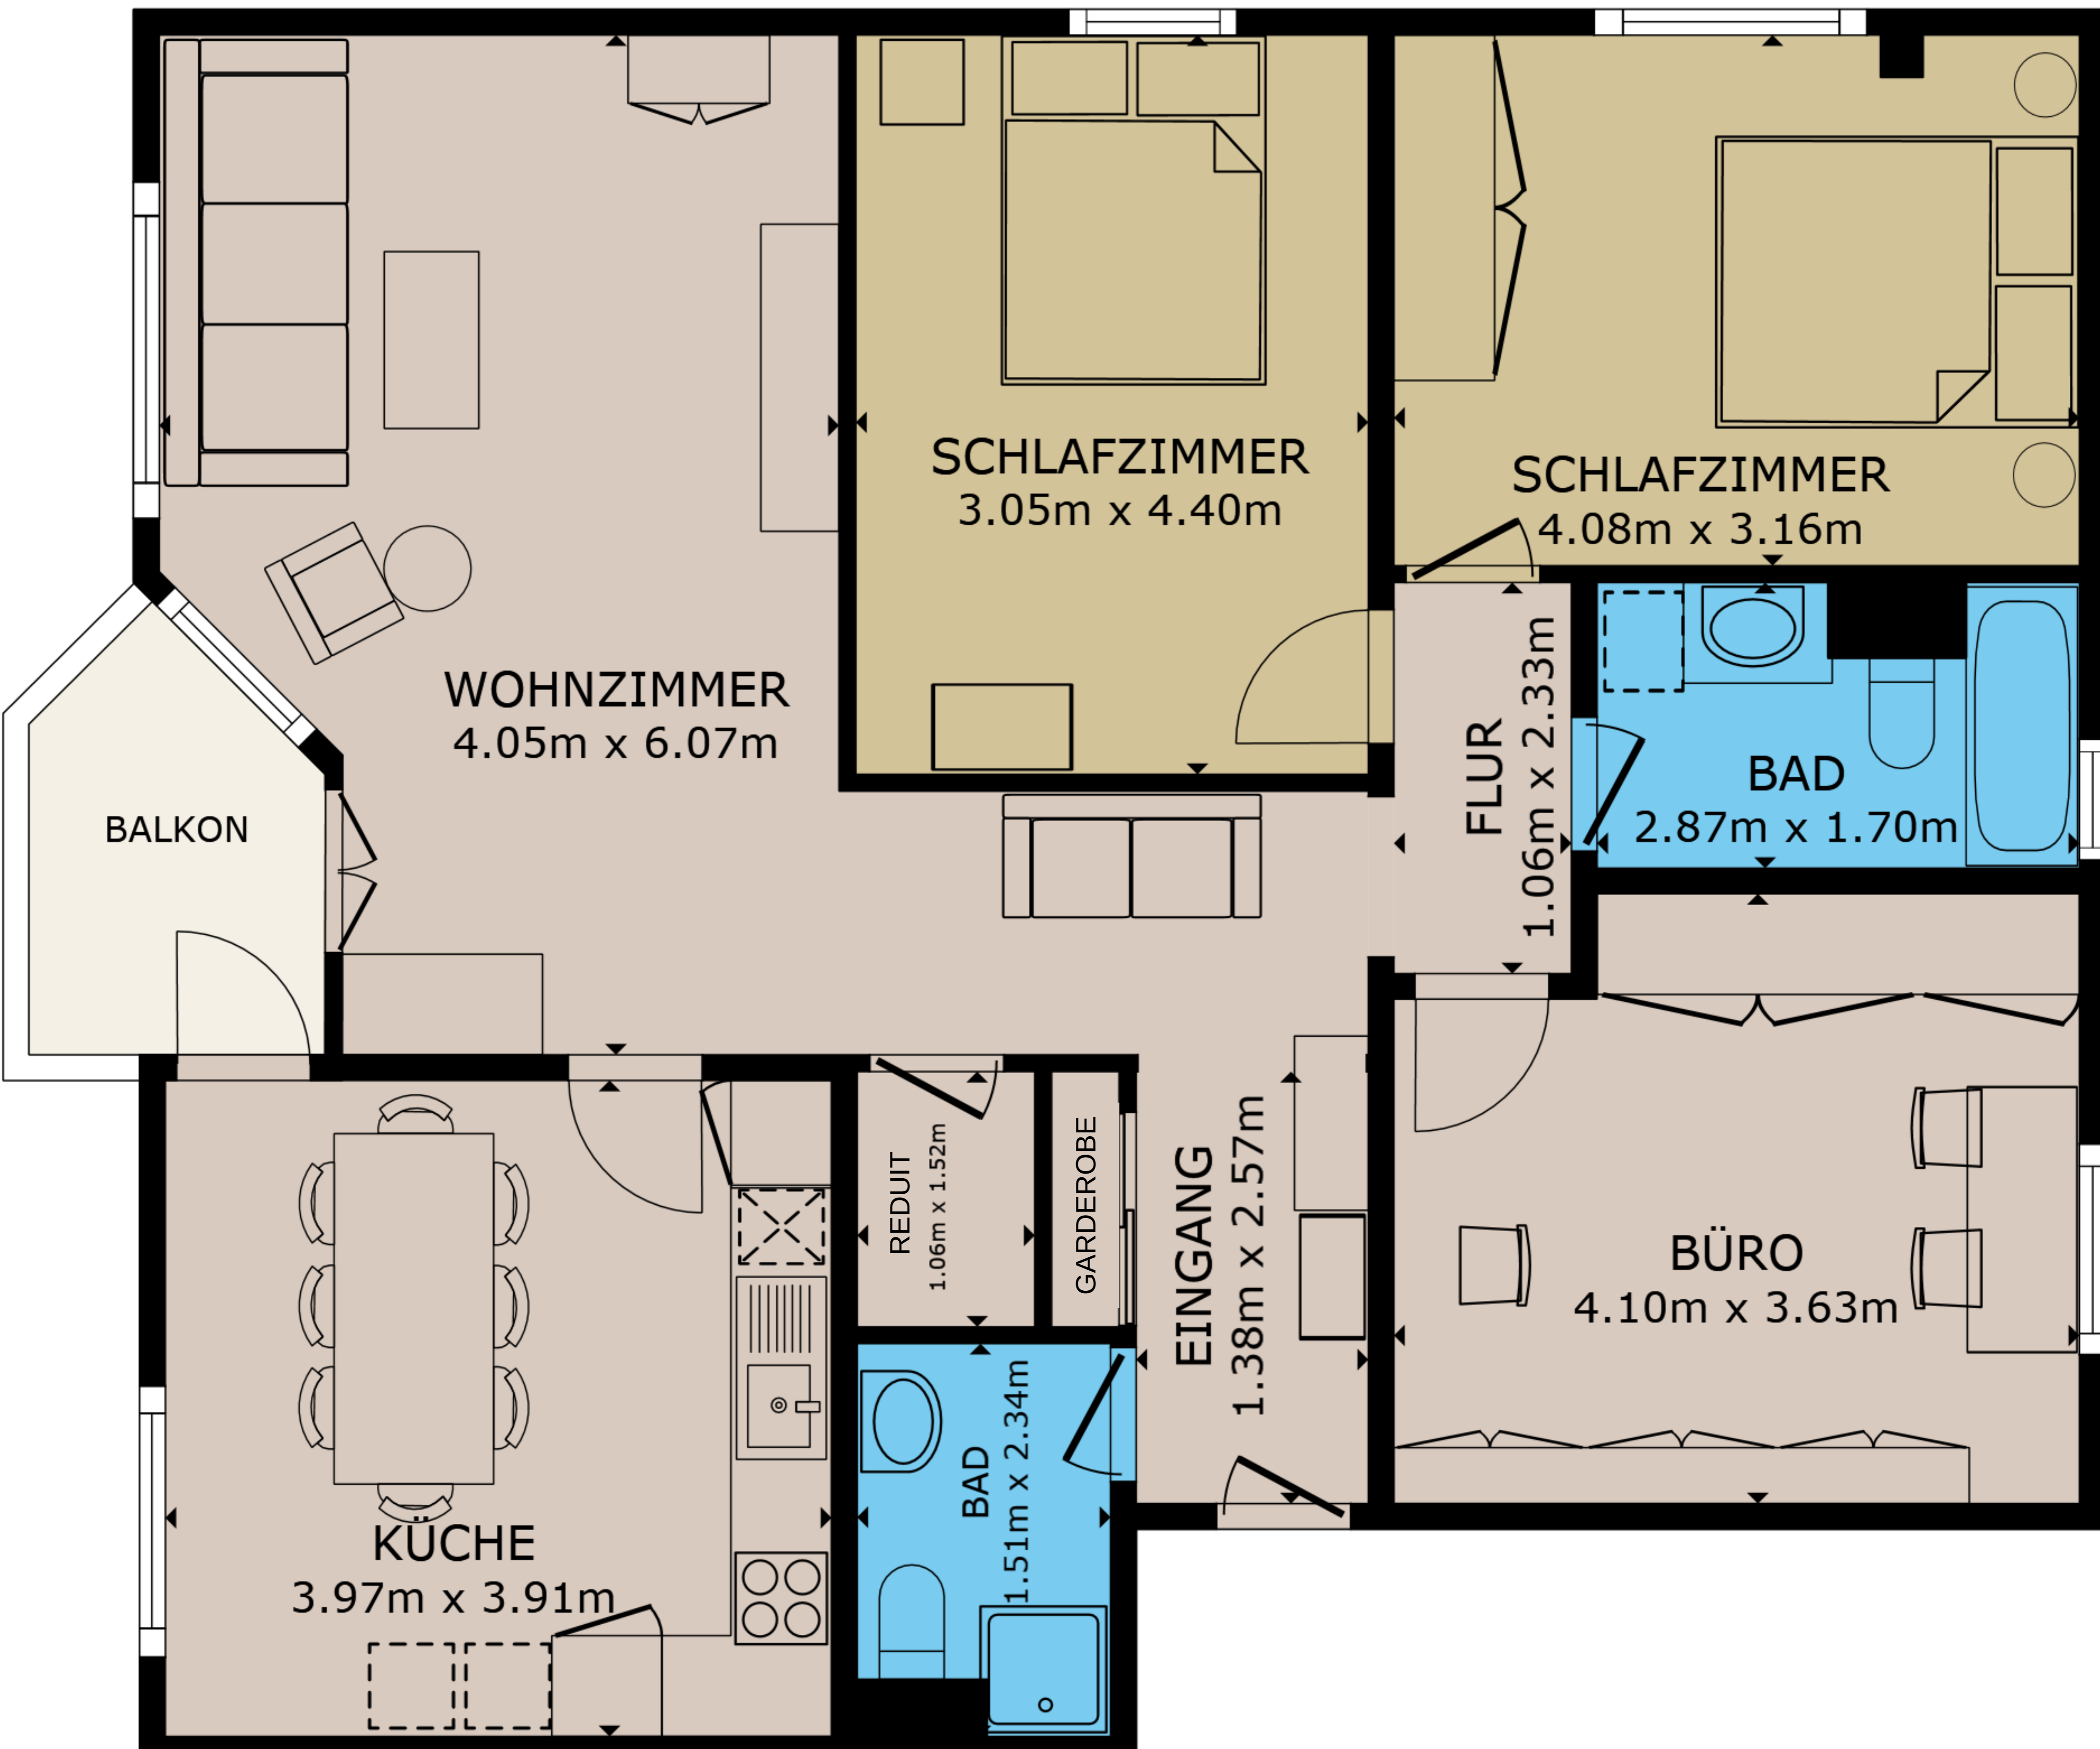 SCHLAFZIMMER
3.05m x 4.40m
SCHLAFZIMMER
4.08m x 3.16m
WOHNZIMMER
4.05m x 6.07m
FLUR
1.06m x 2.33m
BAD
2.87m x 1.70m
BALKON
REDUIT
1.06m x 1.52m
GARDEROBE
EINGANG
1.38m x 2.57m
BÜRO
4.10m x 3.63m
KÜCHE
3.97m x 3.91m
BAD
1.51m x 2.34m